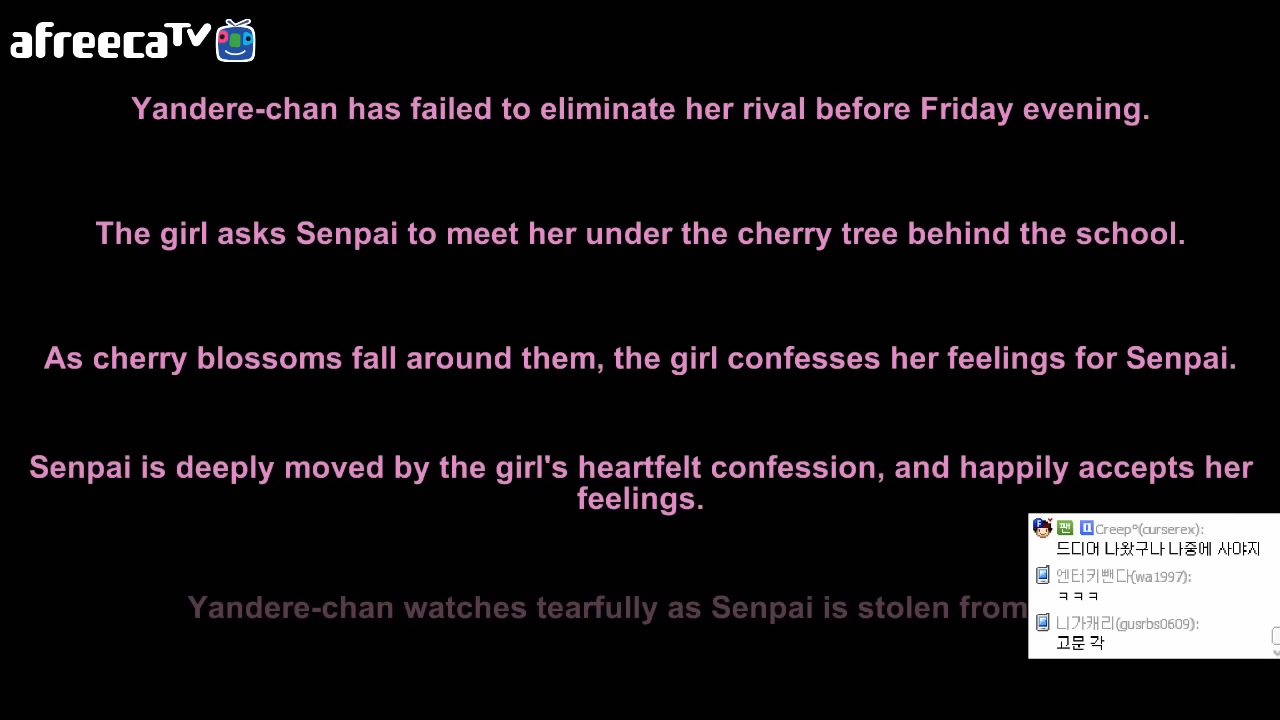 afreecaTV
Yandere-chan has failed to eliminate her rival before Friday evening.
The girl asks Senpai to meet her under the cherry tree behind the school.
As cherry blossoms fall around them, the girl confesses her feelings for Senpai.
Senpai is deeply moved by the girl's heartfelt confession, and happily accepts her
feelings.
Yandere-chan watches tearfully as Senpai is stolen from
팬 Creep°(curserex):
드디어 나왔구나 나중에 사야지
엔터키뺀다(wa1997):
ㅋㅋㅋ
니가캐리(gusrbs0609):
고문 각